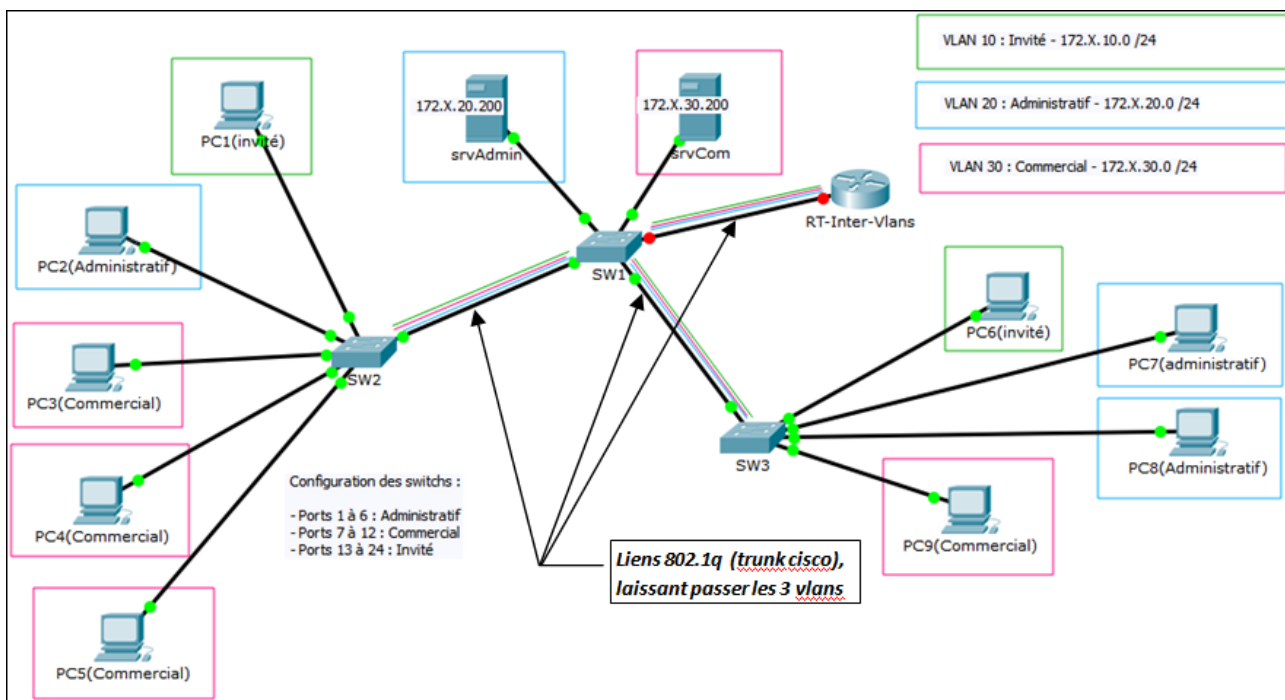 VLAN 10 : Invité - 172.X.10.0 /24
VLAN 20 : Administratif - 172.X.20.0 /24
VLAN 30 : Commercial - 172.X.30.0 /24
172.X.20.200
srvAdmin
172.X.30.200
srvCom
PC1(invité)
PC2(Administratif)
PC3(Commercial)
PC4(Commercial)
PC5(Commercial)
SW2
SW1
RT-Inter-Vlans
SW3
PC6(invité)
PC7(administratif)
PC8(Administratif)
PC9(Commercial)
Configuration des switchs :
- Ports 1 à 6 : Administratif
- Ports 7 à 12 : Commercial
- Ports 13 à 24 : Invité
Liens 802.1q (trunk cisco),
laissant passer les 3 vlans